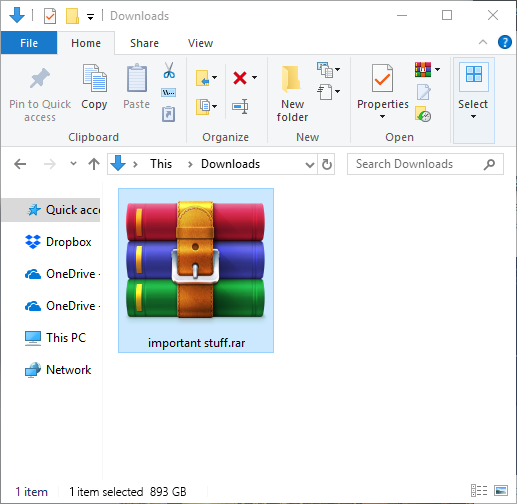 Downloads
File Home Share View
Pin to Quick access
Copy
Paste
Clipboard
Organize
New folder
New
Properties
Open
Select
This > Downloads
Search Downloads
Quick acc
Dropbox
OneDrive -
OneDrive -
This PC
Network
important stuff.rar
1 item 1 item selected 893 GB